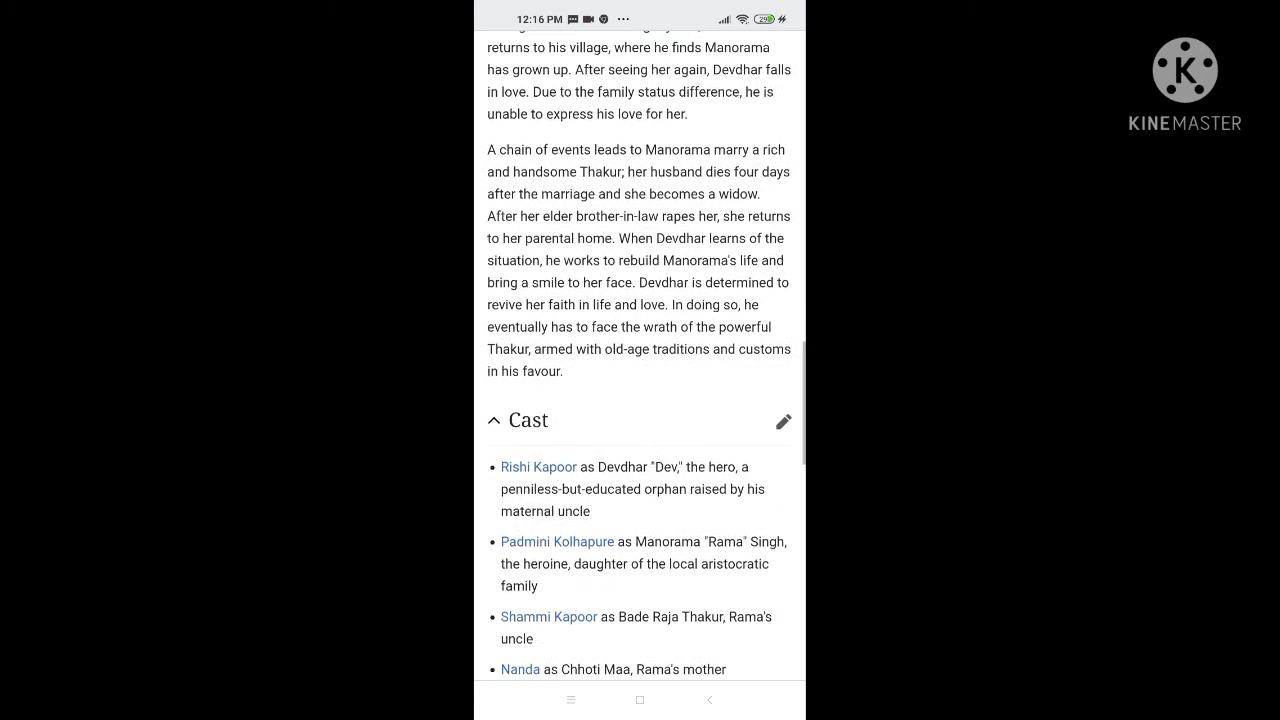 12:16 PM
29
returns to his village, where he finds Manorama
has grown up. After seeing her again, Devdhar falls
in love. Due to the family status difference, he is
unable to express his love for her.
A chain of events leads to Manorama marry a rich
and handsome Thakur; her husband dies four days
after the marriage and she becomes a widow.
After her elder brother-in-law rapes her, she returns
to her parental home. When Devdhar learns of the
situation, he works to rebuild Manorama's life and
bring a smile to her face. Devdhar is determined to
revive her faith in life and love. In doing so, he
eventually has to face the wrath of the powerful
Thakur, armed with old-age traditions and customs
in his favour.
Cast
• Rishi Kapoor as Devdhar "Dev," the hero, a
penniless-but-educated orphan raised by his
maternal uncle
• Padmini Kolhapure as Manorama "Rama" Singh,
the heroine, daughter of the local aristocratic
family
• Shammi Kapoor as Bade Raja Thakur, Rama's
uncle
• Nanda as Chhoti Maa, Rama's mother
K
KINEMASTER